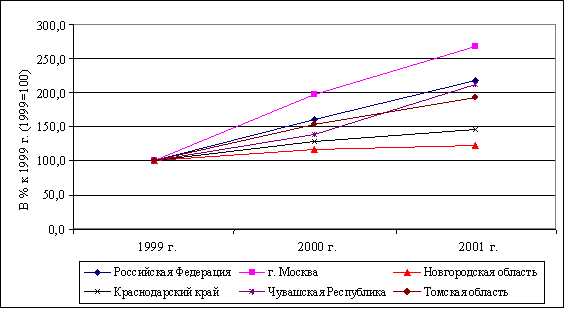 300,0
250,0
200,0
150,0
100,0
50,0
0,0
В % к 1999 г. (1999=100)
1999 г. 2000 г. 2001 г.
Российская Федерация г. Москва Новгородская область
Краснодарский край Чувашская Республика Томская область